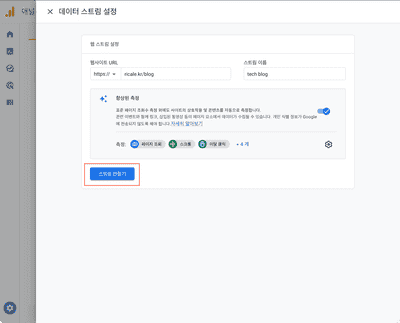 애널
데이터 스트림 설정
웹 스트림 설정
웹사이트 URL
스트림 이름
https://
ricale.kr/blog
tech blog
향상된 측정
표준 페이지 조회수 측정 외에도 사이트의 상호작용 및 콘텐츠를 자동으로 측정합니다.
관련 이벤트와 함께 링크, 삽입된 동영상 등의 페이지 요소에서 데이터가 수집될 수 있습니다. 개인 식별 정보가 Google
에 전송되지 않도록 해야 합니다. 자세히 알아보기
측정:
페이지 조회
스크롤
이탈 클릭
+ 4 개
스트림 만들기